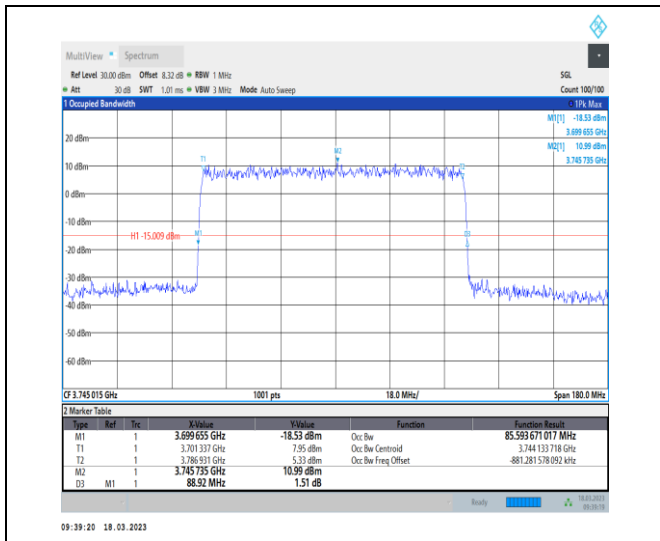 MultiView Spectrum
Ref Level 30.00 dBm Offset 8.32 dB RBW 1 MHz SGL
Att 30 dB SWT 1.01 ms VBW 3 MHz Mode Auto Sweep Count 100/100
1 Occupied Bandwidth 1Pk Max
M1[1] -18.53 dBm
3.699 655 GHz
M2[1] 10.99 dBm
3.745 735 GHz
20 dBm
M2
T1
T2
10 dBm
0 dBm
-10 dBm
H1 -15.009 dBm
M1
D3
-20 dBm
-30 dBm
-40 dBm
-50 dBm
-60 dBm
CF 3.745 015 GHz 1001 pts 18.0 MHz/ Span 180.0 MHz
2 Marker Table
Type Ref Trc X-Value Y-Value Function Function Result
M1 1 3.699 655 GHz -18.53 dBm Occ Bw 85.593 671 017 MHz
T1 1 3.701 337 GHz 7.95 dBm Occ Bw Centroid 3.744 133 718 GHz
T2 1 3.786 931 GHz 5.33 dBm Occ Bw Freq Offset -881.281 578 092 kHz
M2 1 3.745 735 GHz 10.99 dBm
D3 M1 1 88.92 MHz 1.51 dB
Ready 18.03.2023
09:39:19
09:39:20 18.03.2023